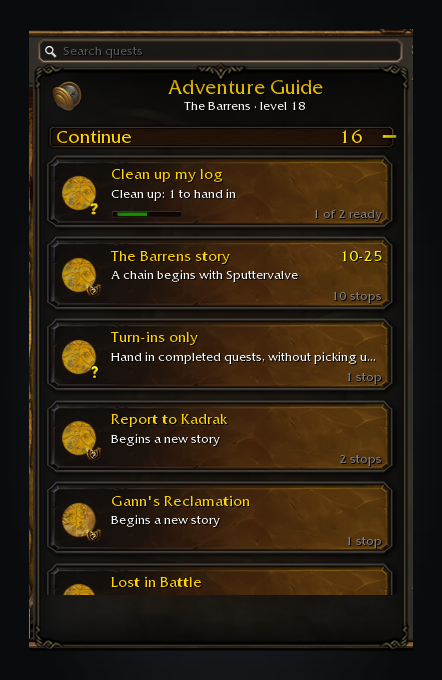 Search quests
Adventure Guide
The Barrens · level 18
Continue 16
Clean up my log
Clean up: 1 to hand in
1 of 2 ready
The Barrens story 10-25
A chain begins with Sputtervalve
10 stops
Turn-ins only
Hand in completed quests, without picking u...
1 stop
Report to Kadrak
Begins a new story
2 stops
Gann's Reclamation
Begins a new story
1 stop
Lost in Battle